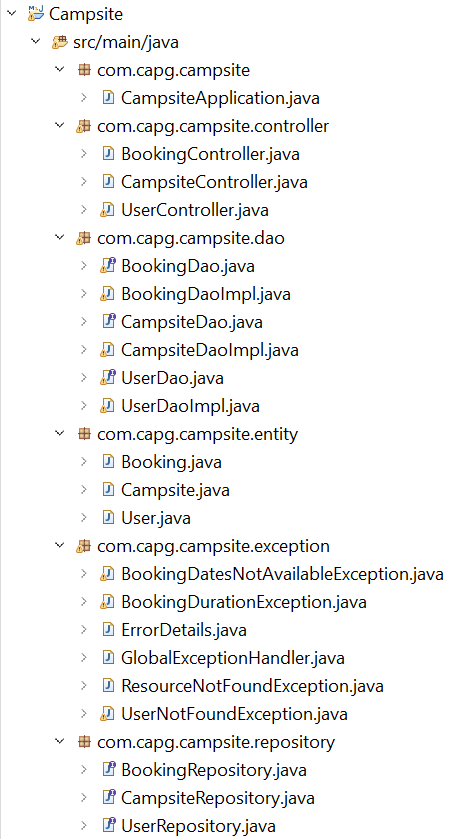 Campsite
src/main/java
com.capg.campsite
CampsiteApplication.java
com.capg.campsite.controller
BookingController.java
CampsiteController.java
UserController.java
com.capg.campsite.dao
BookingDao.java
BookingDaoImpl.java
CampsiteDao.java
CampsiteDaoImpl.java
UserDao.java
UserDaoImpl.java
com.capg.campsite.entity
Booking.java
Campsite.java
User.java
com.capg.campsite.exception
BookingDatesNotAvailableException.java
BookingDurationException.java
ErrorDetails.java
GlobalExceptionHandler.java
ResourceNotFoundException.java
UserNotFoundException.java
com.capg.campsite.repository
BookingRepository.java
CampsiteRepository.java
UserRepository.java